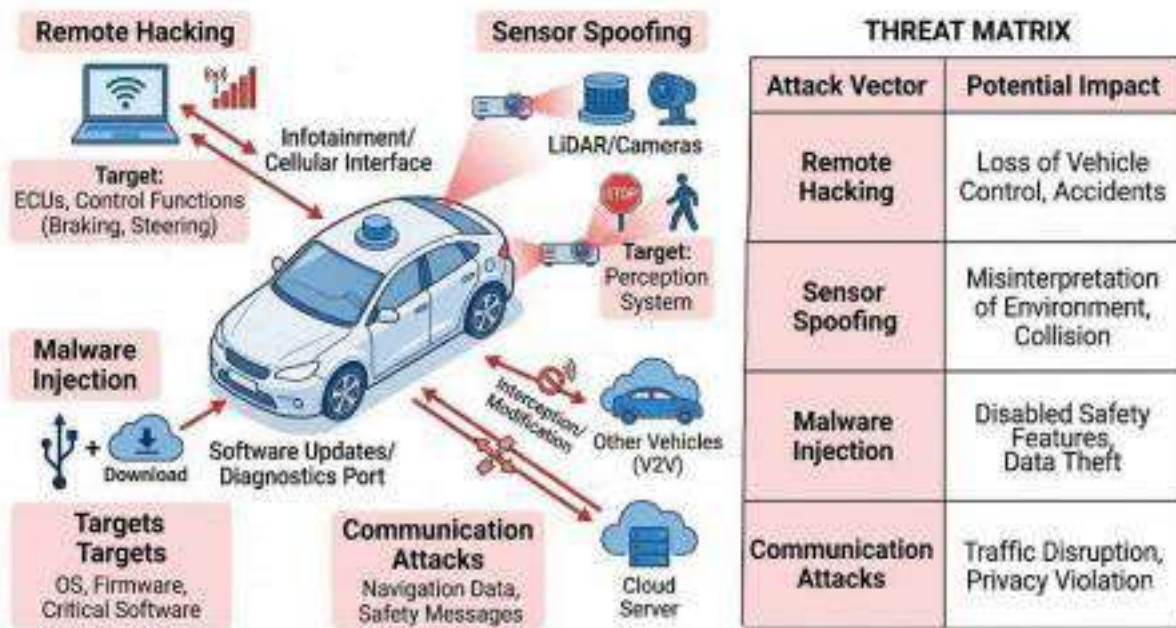 Remote Hacking
Infotainment/
Cellular Interface
Target:
ECUs, Control Functions
(Braking, Steering)
Sensor Spoofing
LiDAR/Cameras
STOP
Target:
Perception
System
Malware
Injection
Download
Software Updates/
Diagnostics Port
Targets
Targets
OS, Firmware,
Critical Software
Interception/
Modification
Other Vehicles
(V2V)
Communication
Attacks
Navigation Data,
Safety Messages
Cloud
Server
THREAT MATRIX
Attack Vector Potential Impact
Remote
Hacking
Loss of Vehicle
Control, Accidents
Sensor
Spoofing
Misinterpretation
of Environment,
Collision
Malware
Injection
Disabled Safety
Features,
Data Theft
Communication
Attacks
Traffic Disruption,
Privacy Violation